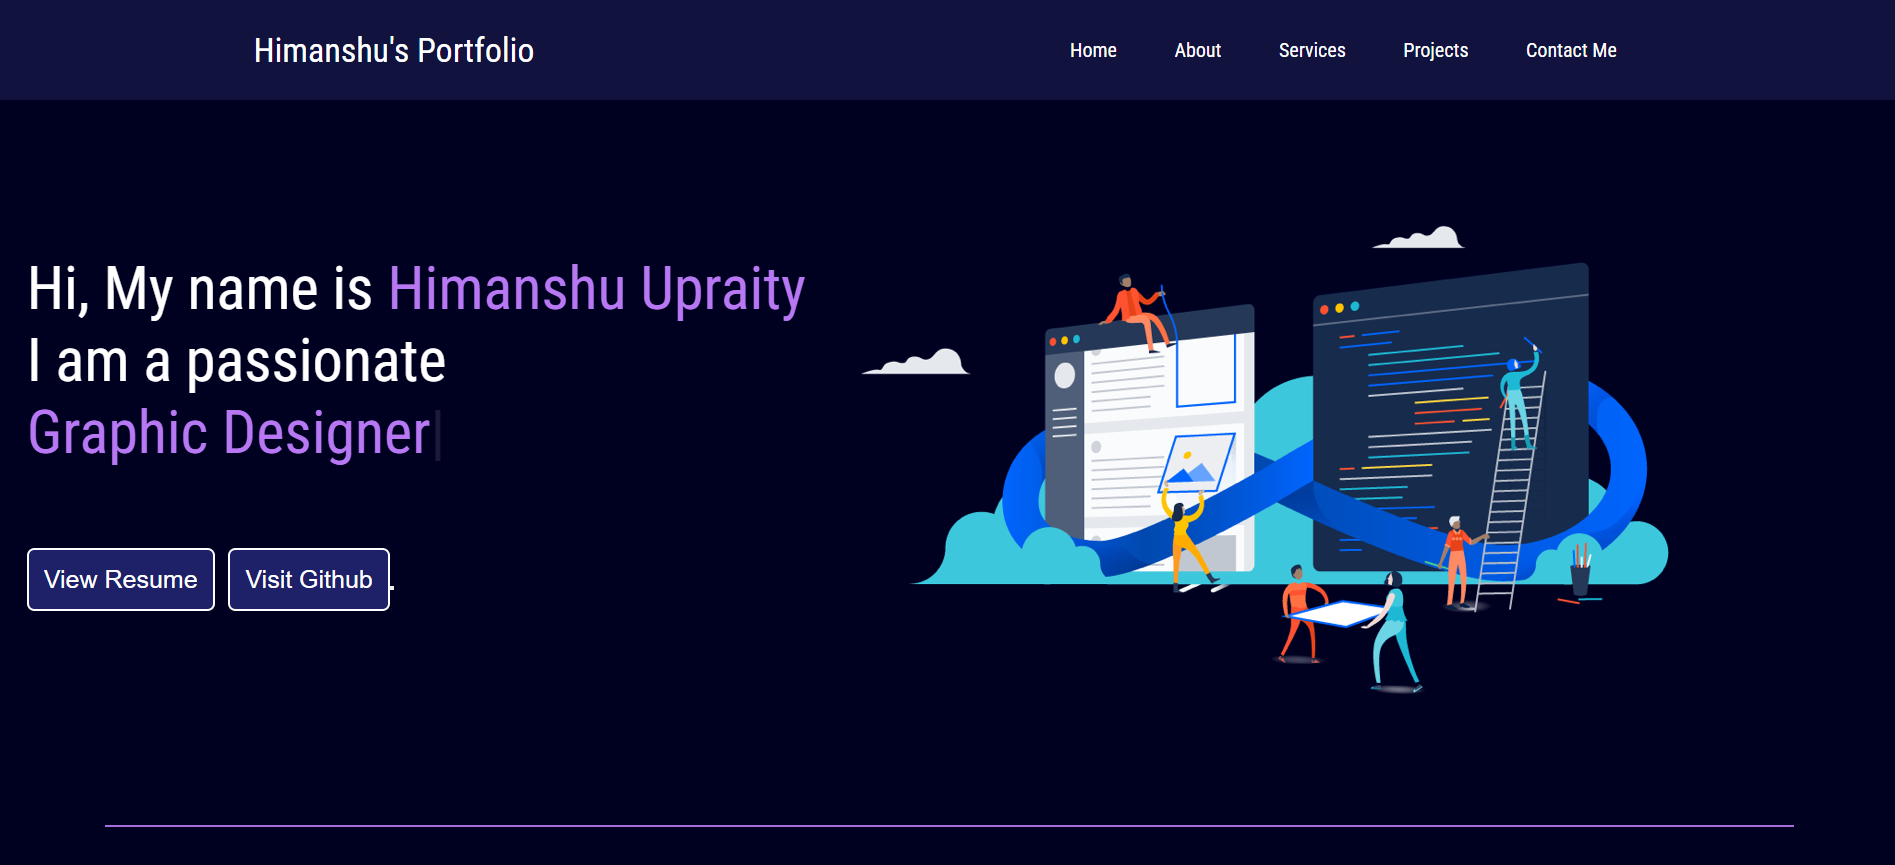 Himanshu's Portfolio
Home About Services Projects Contact Me
Hi, My name is Himanshu Upraity
I am a passionate
Graphic Designer|
View Resume Visit Github .